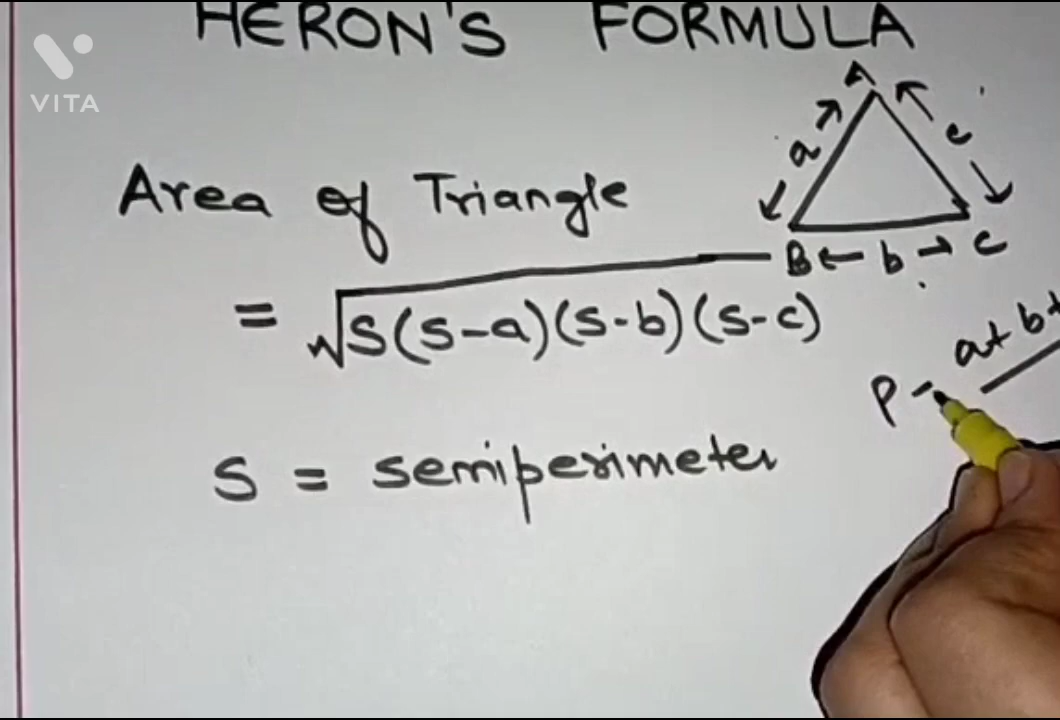 HERON'S FORMULA
VITA
A
a c
Area of Triangle
B b C
= √S(S-a)(S-b)(S-c)
a+b+
P
S = semiperimeter